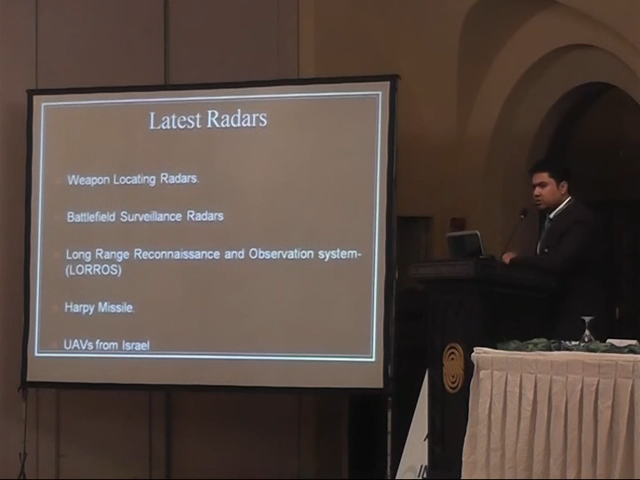 Latest Radars
Weapon Locating Radars.
Battlefield Surveillance Radars
Long Range Reconnaissance and Observation system-
(LORROS)
Harpy Missile.
UAVs from Israel